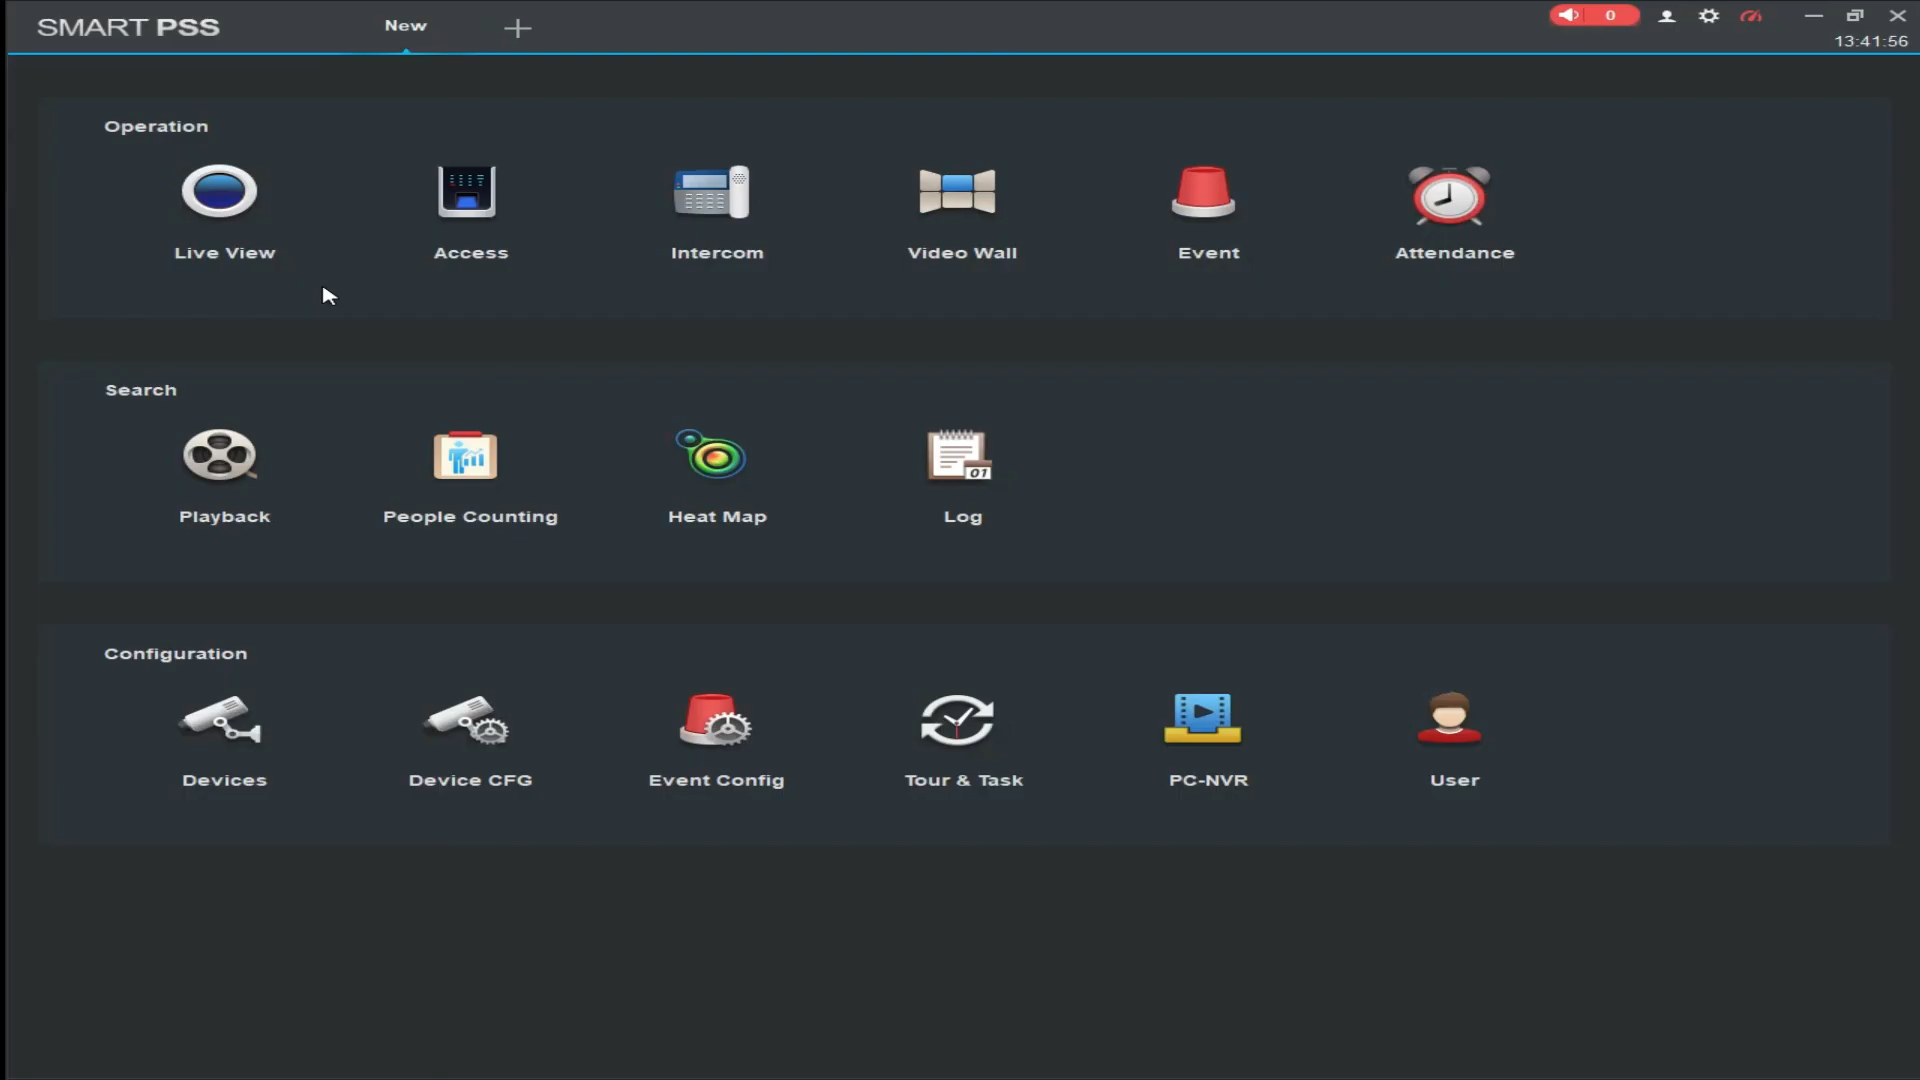 SMART PSS
New
0
13:41:56
Operation
Live View
Access
Intercom
Video Wall
Event
Attendance
Search
Playback
People Counting
Heat Map
01
Log
Configuration
Devices
Device CFG
Event Config
Tour & Task
PC-NVR
User